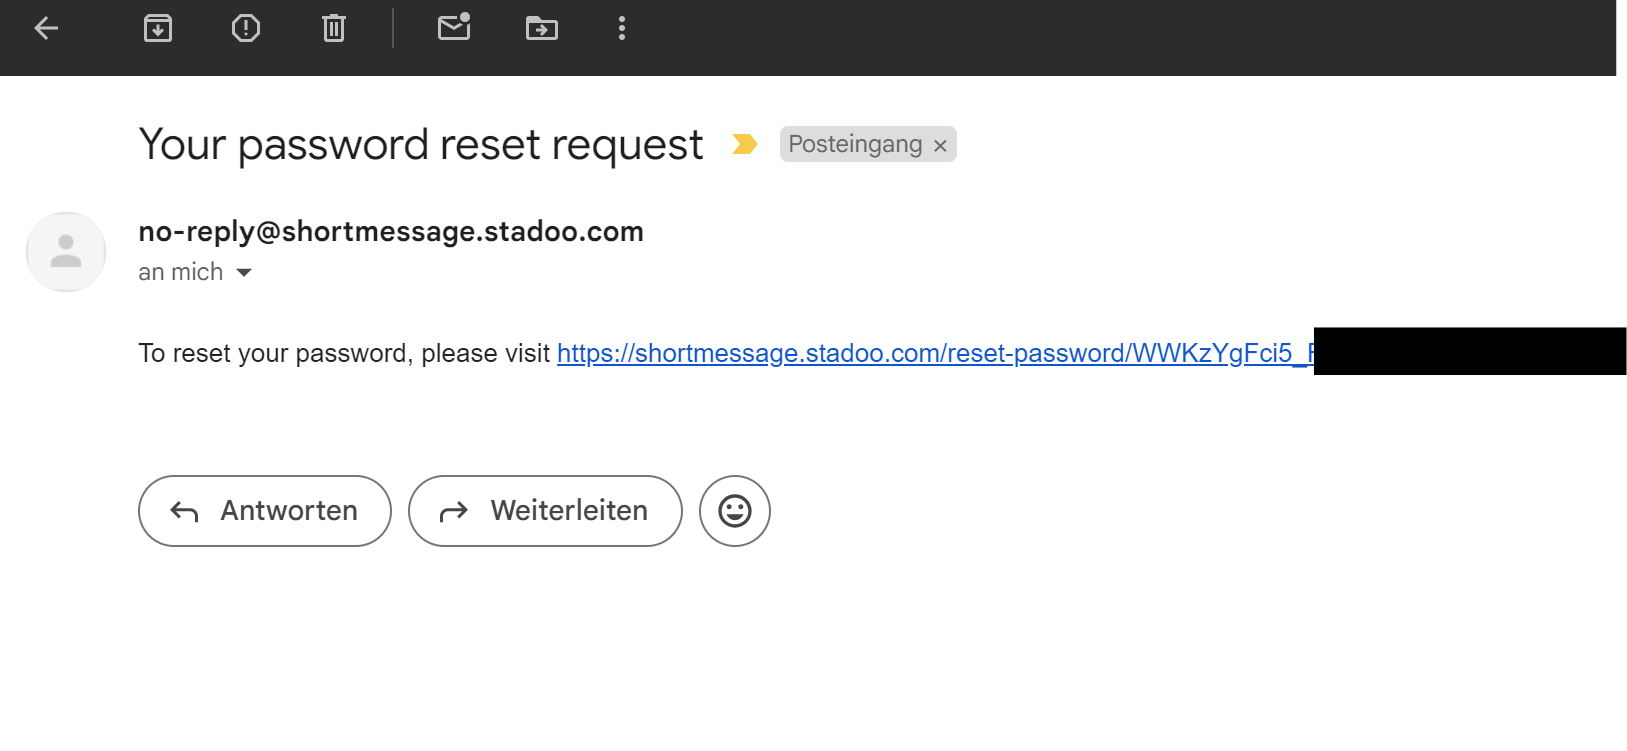 Your password reset request Posteingang ×
no-reply@shortmessage.stadoo.com
an mich
To reset your password, please visit https://shortmessage.stadoo.com/reset-password/WWKzYgFci5_
Antworten Weiterleiten